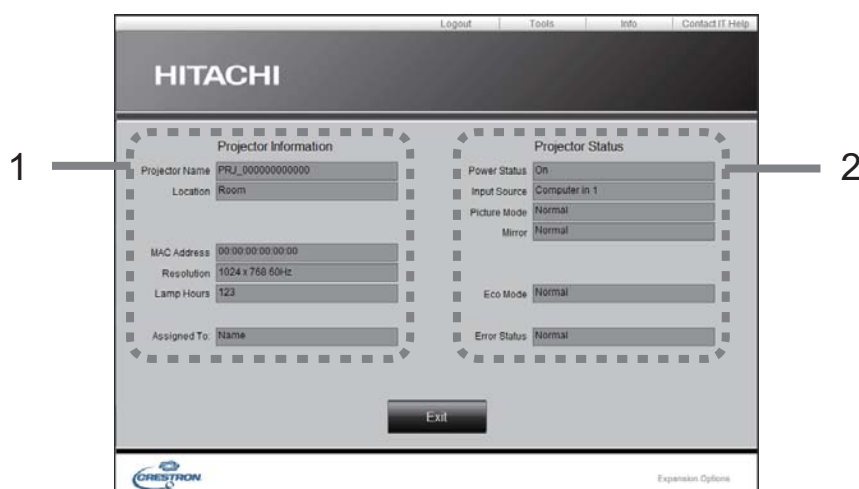 Logout Tools Info Contact IT Help
HITACHI
1
2
Projector Information
Projector Name PRJ_000000000000
Location Room
MAC Address 00:00:00:00:00:00
Resolution 1024 x 768 60Hz
Lamp Hours 123
Assigned To: Name
Projector Status
Power Status On
Input Source Computer in 1
Picture Mode Normal
Mirror Normal
Eco Mode Normal
Error Status Normal
Exit
CRESTRON
Expansion Options